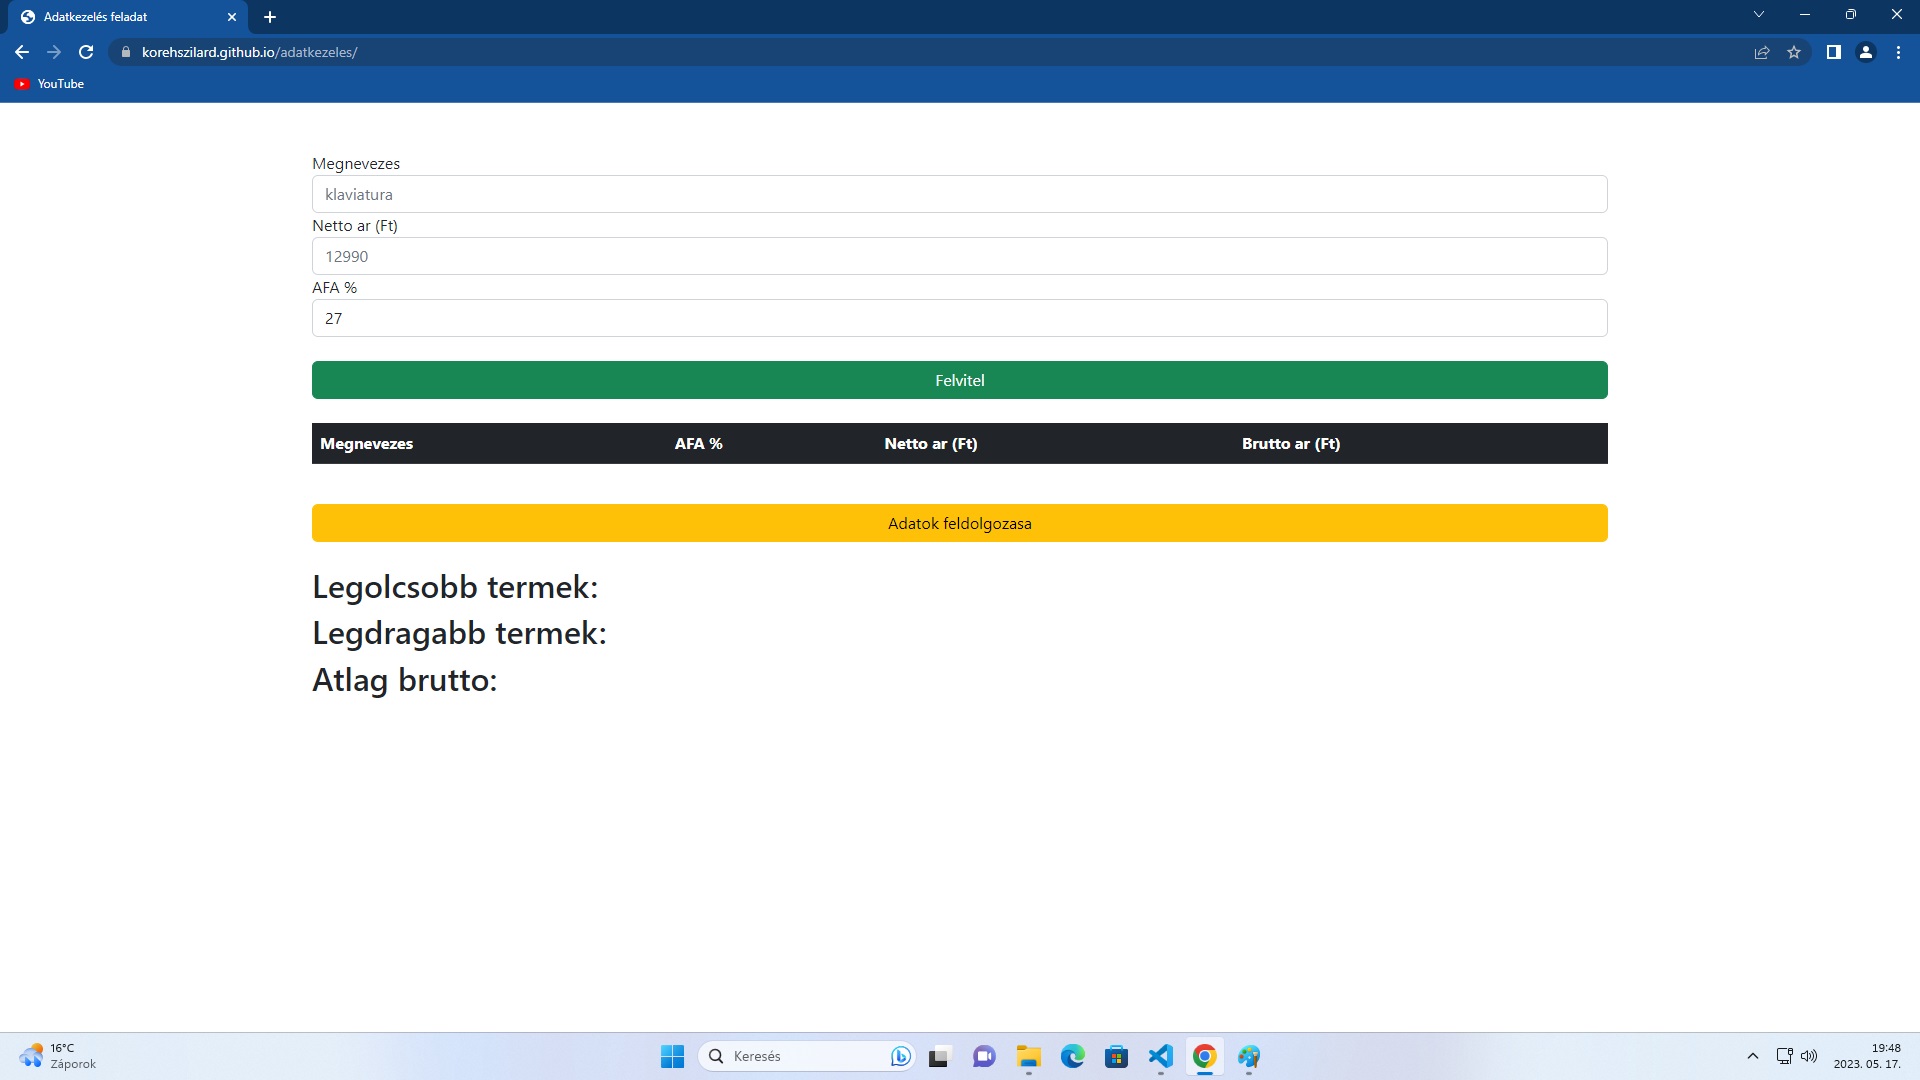 Adatkezelés feladat
korehszilard.github.io/adatkezeles/
YouTube
Megnevezes
klaviatura
Netto ar (Ft)
12990
AFA %
27
Felvitel
Megnevezes AFA % Netto ar (Ft) Brutto ar (Ft)
Adatok feldolgozasa
Legolcsobb termek:
Legdragabb termek:
Atlag brutto:
16°C
Záporok
Keresés
19:48
2023. 05. 17.